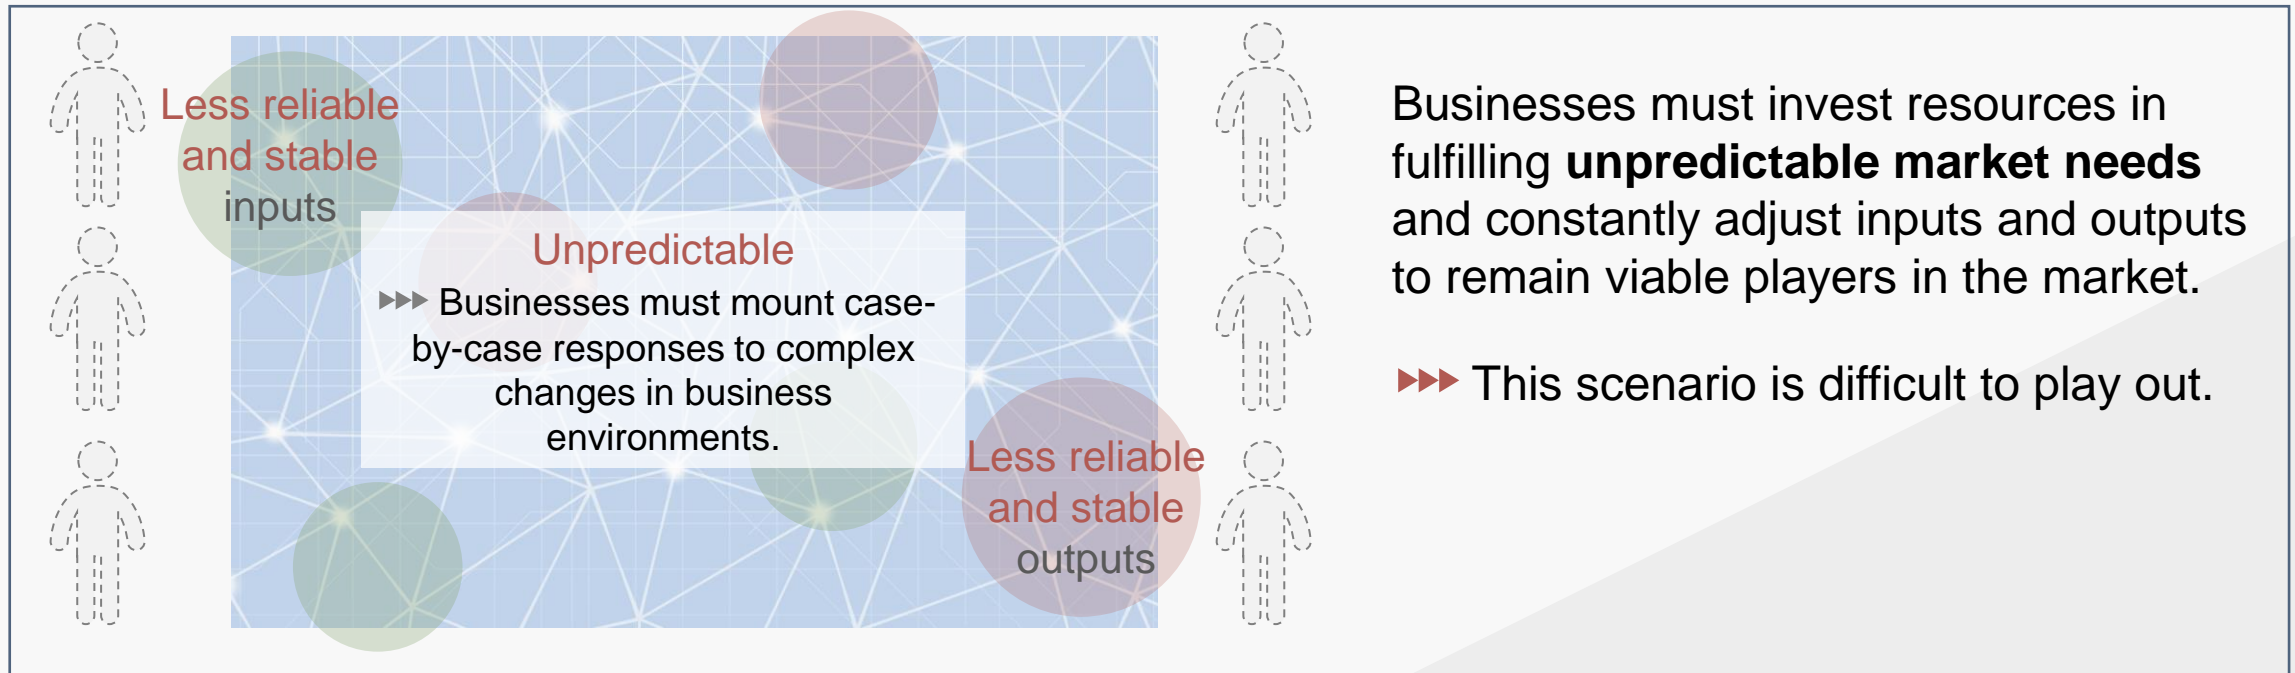 Less reliable
and stable
inputs
Unpredictable
Businesses must mount case-
by-case responses to complex
changes in business
environments.
Less reliable
and stable
outputs
Businesses must invest resources in
fulfilling unpredictable market needs
and constantly adjust inputs and outputs
to remain viable players in the market.
This scenario is difficult to play out.